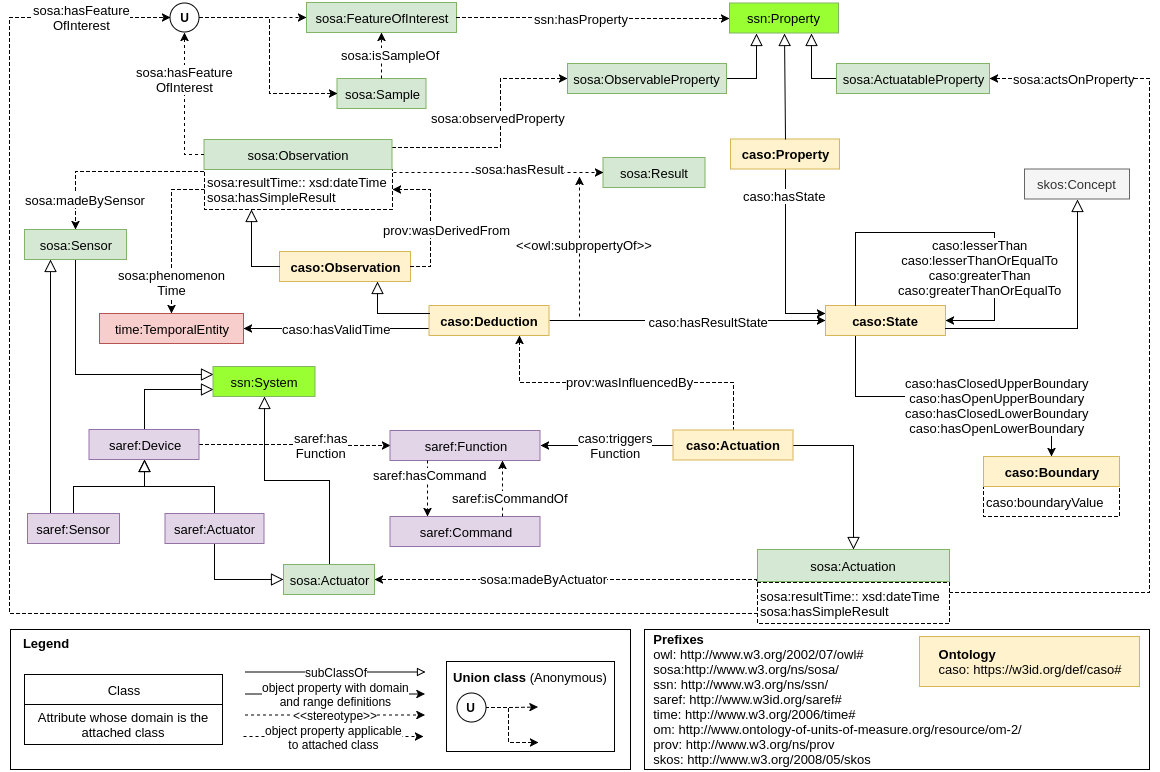 sosa:hasFeature
OfInterest
U
sosa:FeatureOfInterest
ssn:hasProperty
ssn:Property
sosa:isSampleOf
sosa:hasFeature
OfInterest
sosa:Sample
sosa:ObservableProperty
sosa:ActuatableProperty
sosa:actsOnProperty
sosa:observedProperty
sosa:Observation
caso:Property
sosa:hasResult
sosa:Result
sosa:resultTime:: xsd:dateTime
sosa:hasSimpleResult
skos:Concept
sosa:madeBySensor
caso:hasState
prov:wasDerivedFrom
sosa:Sensor
<<owl:subpropertyOf>>
caso:lesserThan
caso:lesserThanOrEqualTo
caso:greaterThan
caso:greaterThanOrEqualTo
caso:Observation
sosa:phenomenon
Time
time:TemporalEntity
caso:hasValidTime
caso:Deduction
caso:hasResultState
caso:State
ssn:System
prov:wasInfluencedBy
caso:hasClosedUpperBoundary
caso:hasOpenUpperBoundary
caso:hasClosedLowerBoundary
caso:hasOpenLowerBoundary
saref:Device
saref:has
Function
saref:Function
caso:triggers
Function
caso:Actuation
saref:hasCommand
saref:isCommandOf
caso:Boundary
caso:boundaryValue
saref:Sensor
saref:Actuator
saref:Command
sosa:Actuator
sosa:madeByActuator
sosa:Actuation
sosa:resultTime:: xsd:dateTime
sosa:hasSimpleResult
Legend
Class
Attribute whose domain is the
attached class
subClassOf
object property with domain
and range definitions
<<stereotype>>
object property applicable
to attached class
Union class (Anonymous)
U
Prefixes
owl: http://www.w3.org/2002/07/owl#
sosa:http://www.w3.org/ns/sosa/
ssn: http://www.w3.org/ns/ssn/
saref: http://www.w3id.org/saref#
time: http://www.w3.org/2006/time#
om: http://www.ontology-of-units-of-measure.org/resource/om-2/
prov: http://www.w3.org/ns/prov
skos: http://www.w3.org/2008/05/skos
Ontology
caso: https://w3id.org/def/caso#